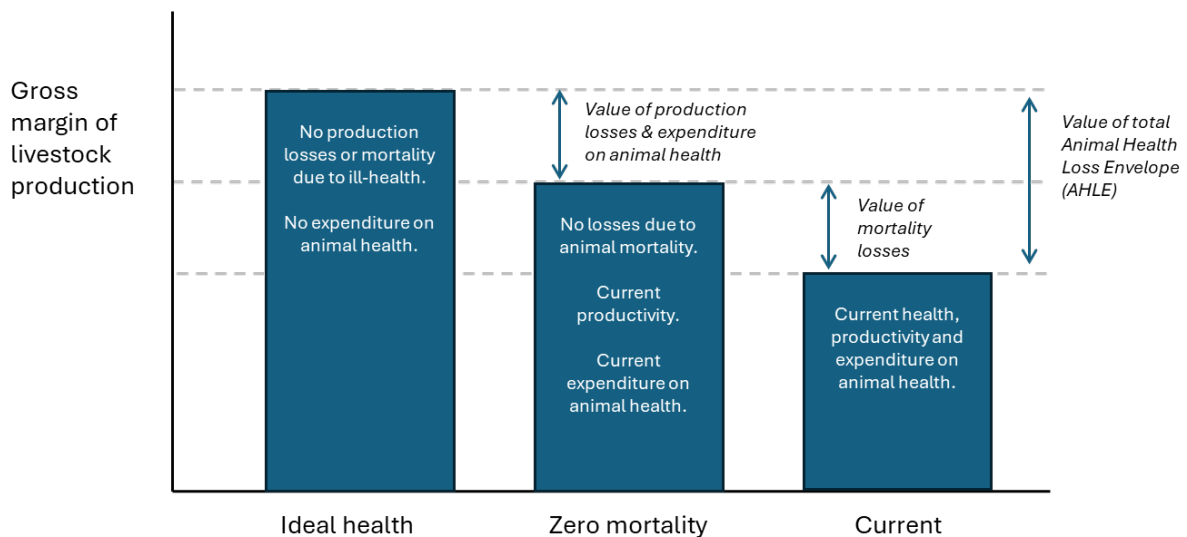 Gross
margin of
livestock
production
No production
losses or mortality
due to ill-health.
No expenditure on
animal health.
Value of production
losses & expenditure
on animal health
No losses due to
animal mortality.
Current
productivity.
Current
expenditure on
animal health.
Value of
mortality
losses
Current health,
productivity and
expenditure on
animal health.
Value of total
Animal Health
Loss Envelope
(AHLE)
Ideal health
Zero mortality
Current